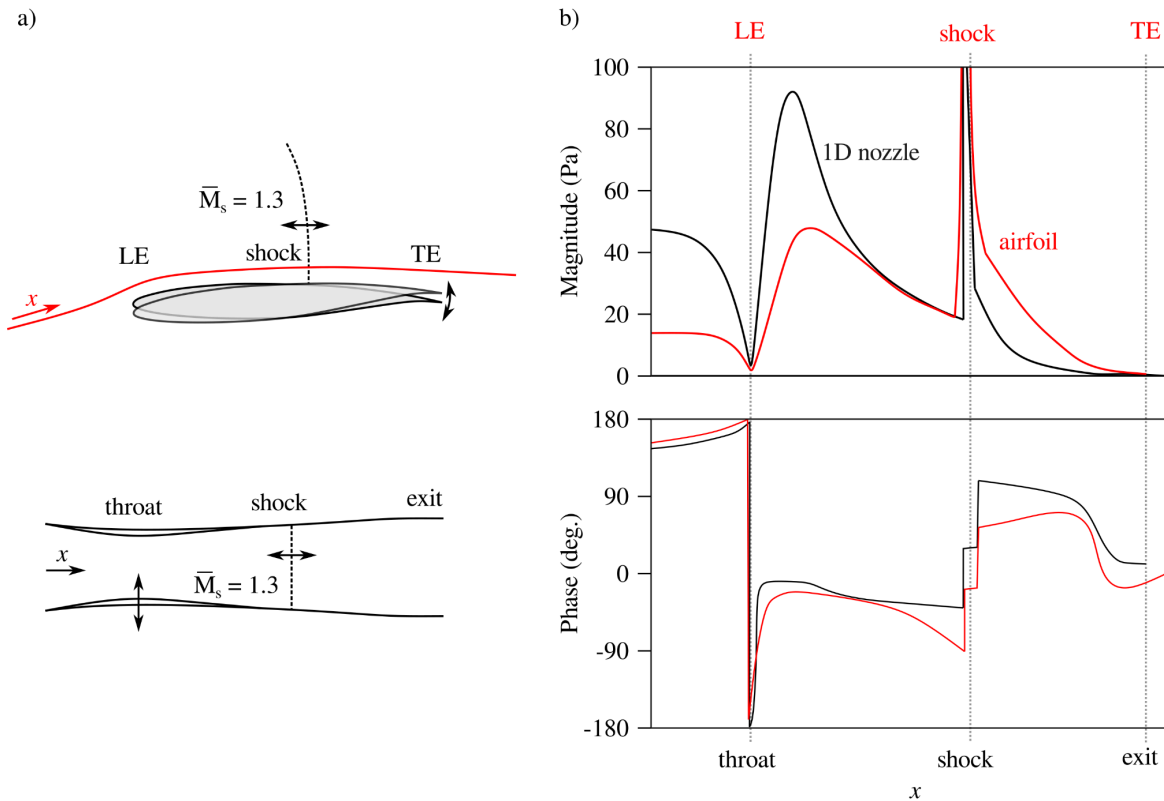 a)
M̅s = 1.3
LE
shock
TE
x
throat
shock
exit
x
M̅s = 1.3
b)
LE
shock
TE
100
80
60
40
20
0
Magnitude (Pa)
1D nozzle
airfoil
180
90
0
-90
-180
Phase (deg.)
throat
shock
exit
x